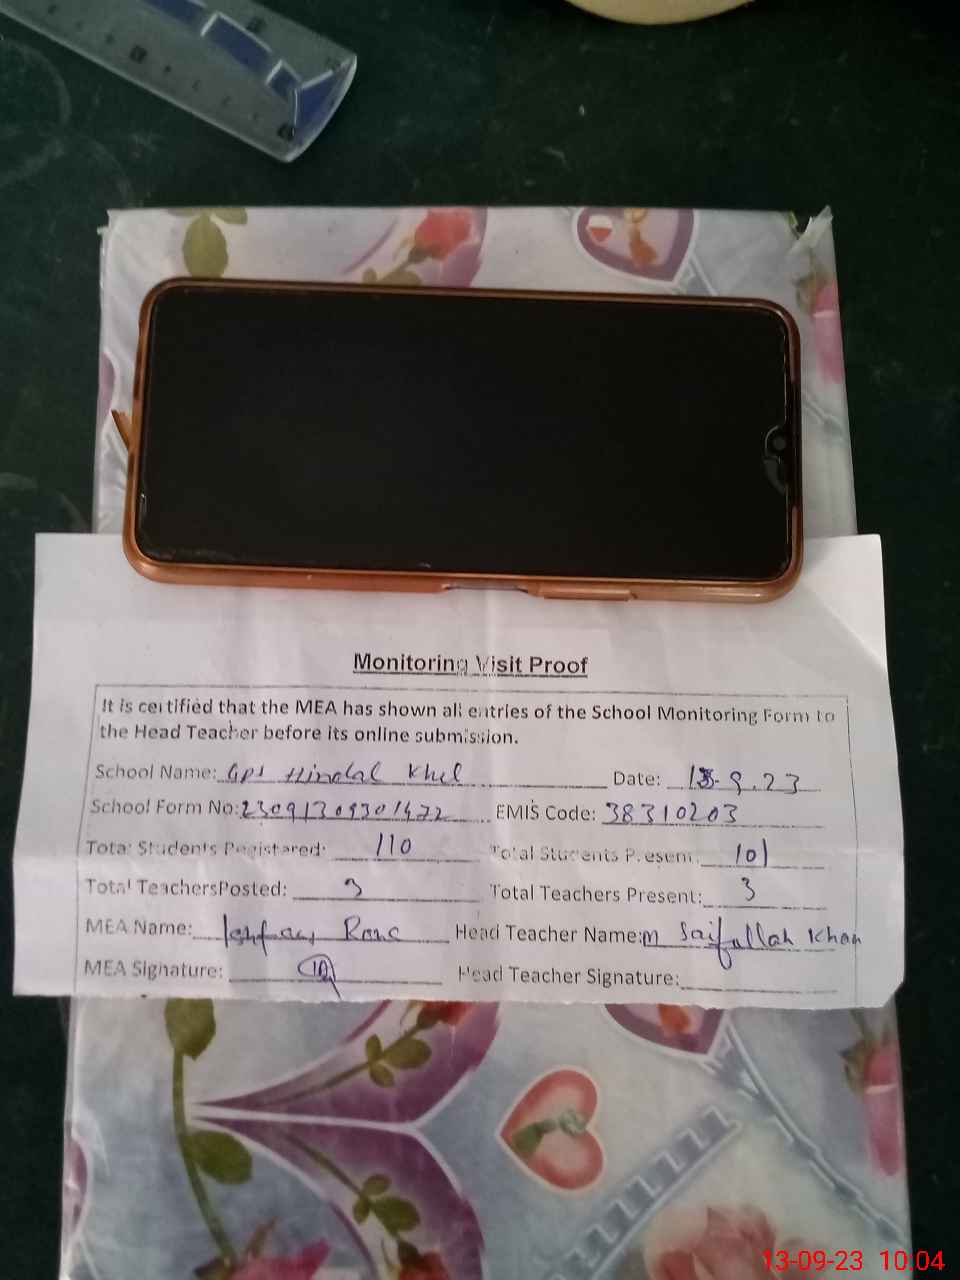 Monitoring Visit Proof
It is certified that the MEA has shown all entries of the School Monitoring Form to
the Head Teacher before its online submission.
School Name: GPS Hindal Khel Date: 13-9.23
School Form No: 23091309301472 EMIS Code: 38310203
Total Students Registered: 110 Total Students Present: 101
Total TeachersPosted: 3 Total Teachers Present: 3
MEA Name: Head Teacher Name: M Saifullah Khan
MEA Signature: Head Teacher Signature:
13-09-23 10:04